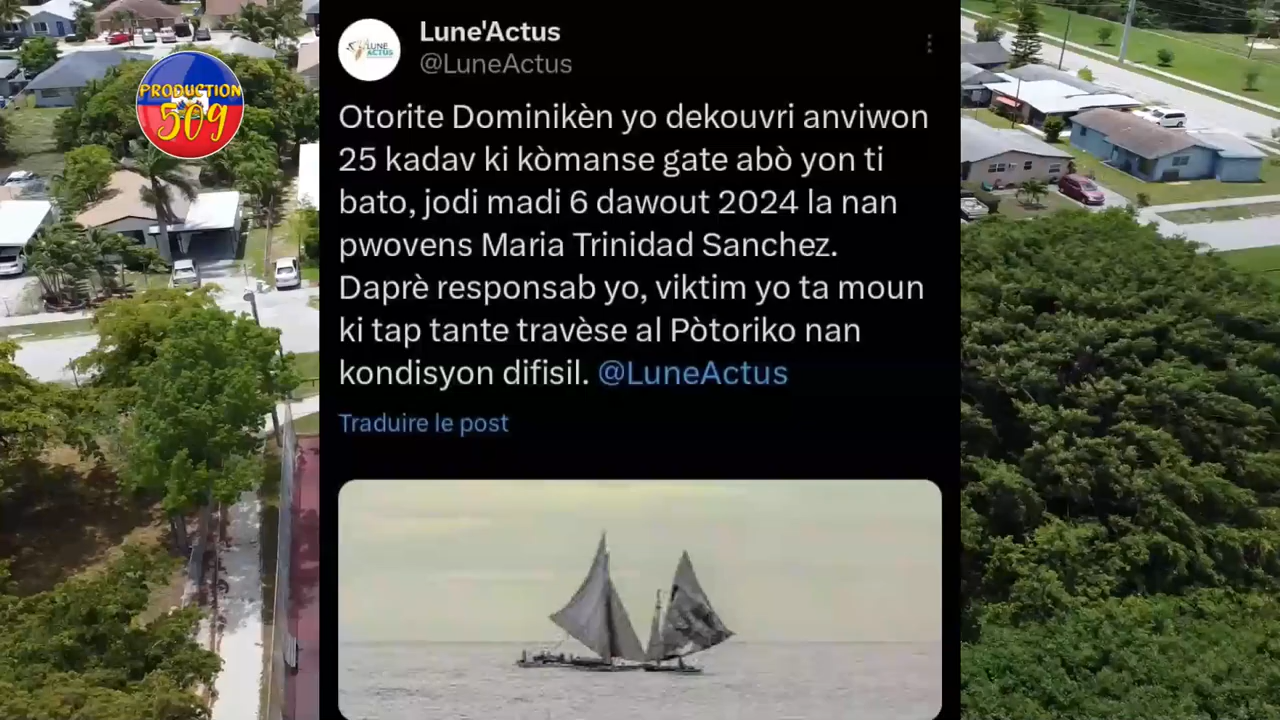 PRODUCTION
509
LUNE
ACTUS
Lune'Actus
@LuneActus
Otorite Dominikèn yo dekouvri anviwon
25 kadav ki kòmanse gate abò yon ti
bato, jodi madi 6 dawout 2024 la nan
pwovens Maria Trinidad Sanchez.
Daprè responsab yo, viktim yo ta moun
ki tap tante travèse al Pòtoriko nan
kondisyon difisil. @LuneActus
Traduire le post